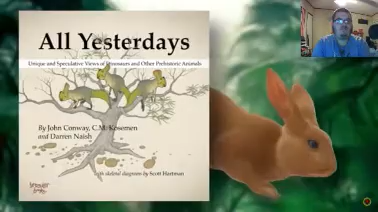 All Yesterdays
Unique and Speculative Views of Dinosaurs and Other Prehistoric Animals
By John Conway, C.M. Kosemen
and Darren Naish
with skeletal diagrams by Scott Hartman